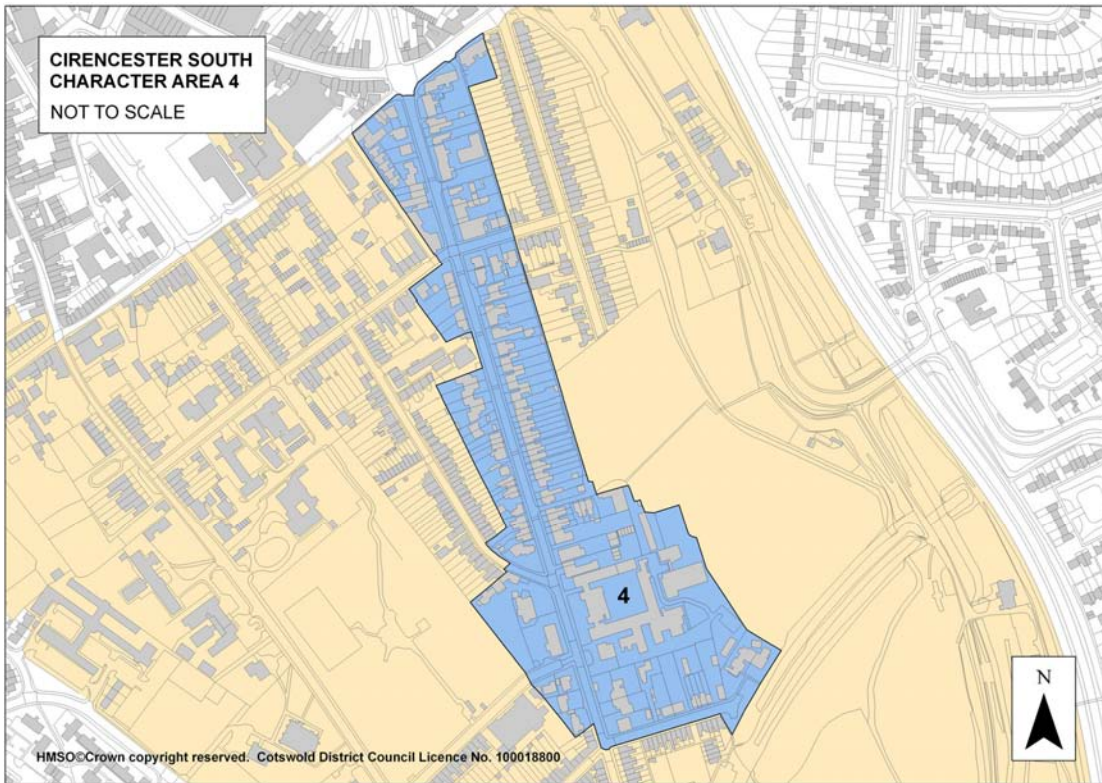 CIRENCESTER SOUTH
CHARACTER AREA 4
NOT TO SCALE
4
N
HMSO©Crown copyright reserved. Cotswold District Council Licence No. 100018800